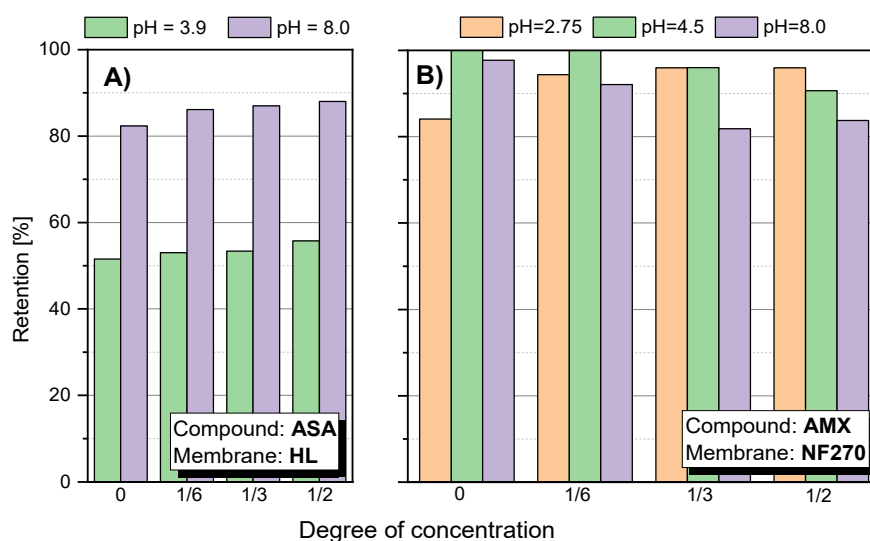 pH = 3.9 pH = 8.0
pH=2.75 pH=4.5 pH=8.0
Retention [%]
100
80
60
40
20
0
A)
Compound: ASA
Membrane: HL
0 1/6 1/3 1/2
B)
Compound: AMX
Membrane: NF270
0 1/6 1/3 1/2
Degree of concentration